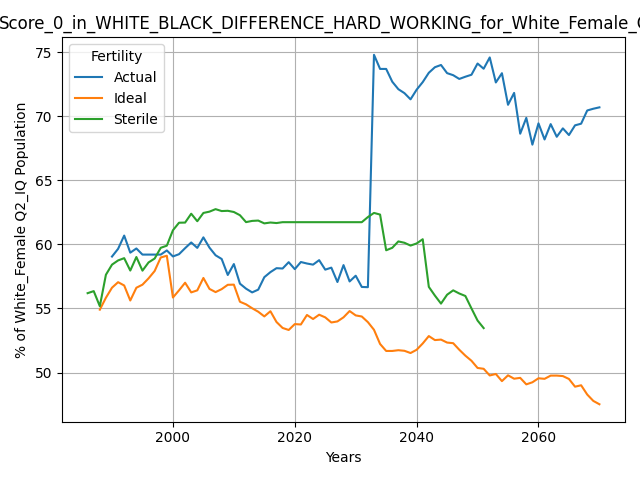 Score_0_in_WHITE_BLACK_DIFFERENCE_HARD_WORKING_for_White_Female_
Fertility
Actual
Ideal
Sterile
75
70
65
60
55
50
% of White_Female Q2_IQ Population
2000
2020
2040
2060
Years